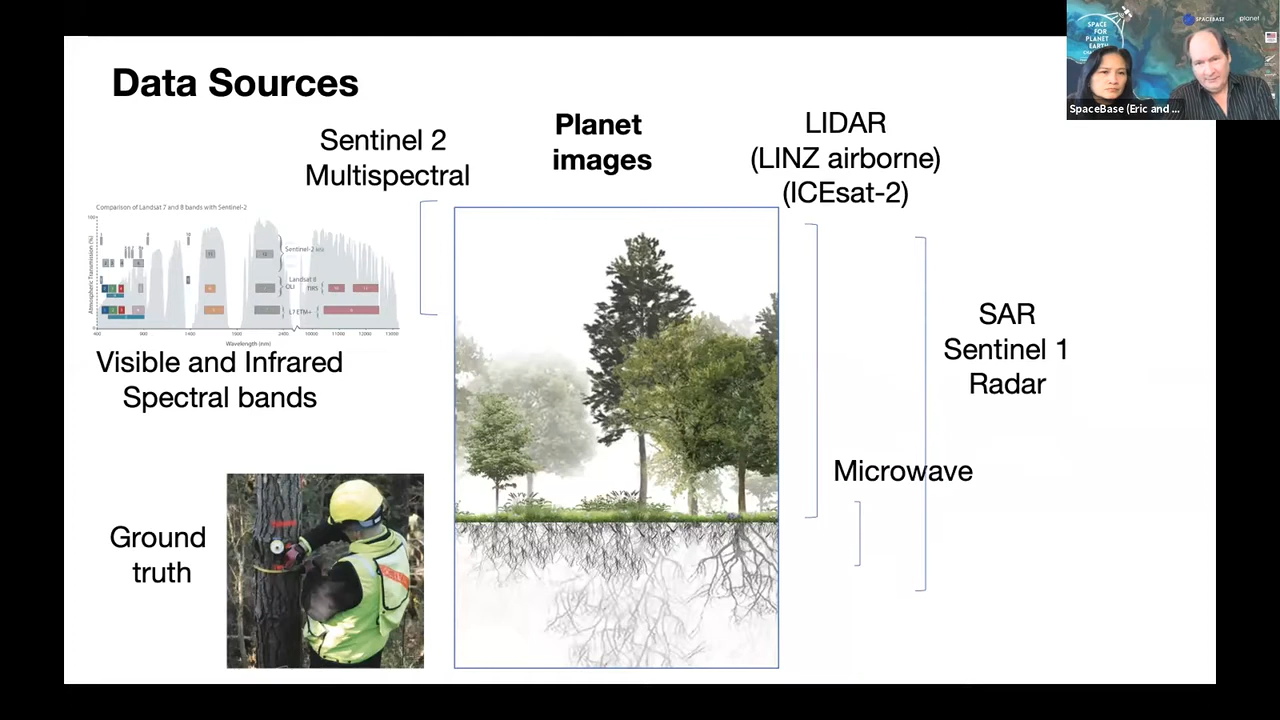 Data Sources
Sentinel 2
Multispectral
Planet
images
LIDAR
(LINZ airborne)
(ICEsat-2)
Comparison of Landsat 7 and 8 bands with Sentinel-2
Atmospheric Transmission (%)
Sentinel-2
Landsat 8
OLI
TIRS
L7 ETM+
Wavelength (nm)
Visible and Infrared
Spectral bands
SAR
Sentinel 1
Radar
Microwave
Ground
truth
SPACE
FOR
PLANET
EARTH
SPACEBASE
planet
SpaceBase (Eric and ...